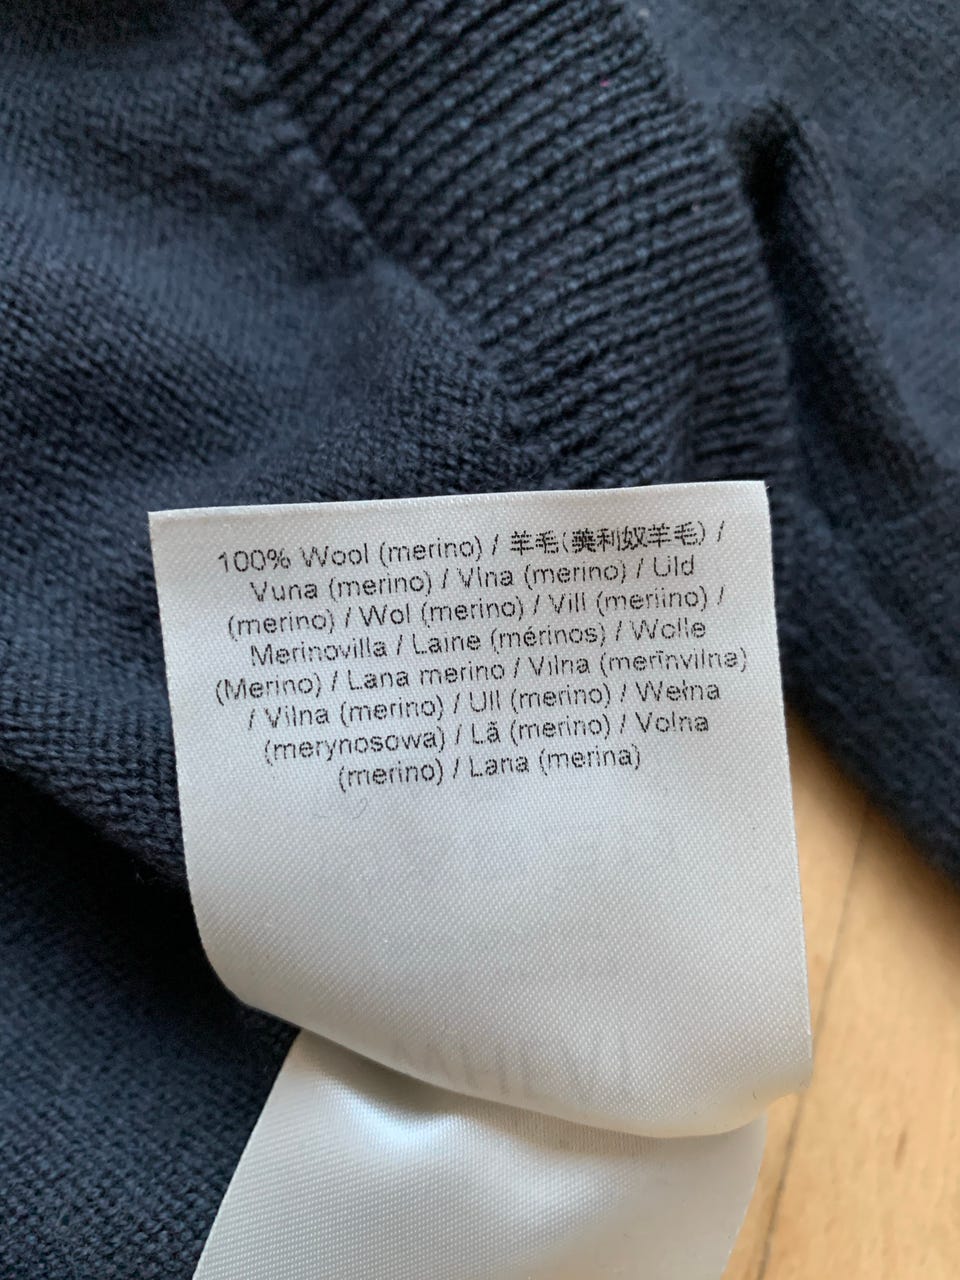 100% Wool (merino) / 羊毛(美利奴羊毛) /
Vuna (merino) / Vlna (merino) / Uld
(merino) / Wol (merino) / Vill (meriino) /
Merinovilla / Laine (mérinos) / Wolle
(Merino) / Lana merino / Vilna (merīnvilna)
/ Vilna (merino) / Ull (merino) / Wełna
(merynosowa) / Lã (merino) / Volna
(merino) / Lana (merina)